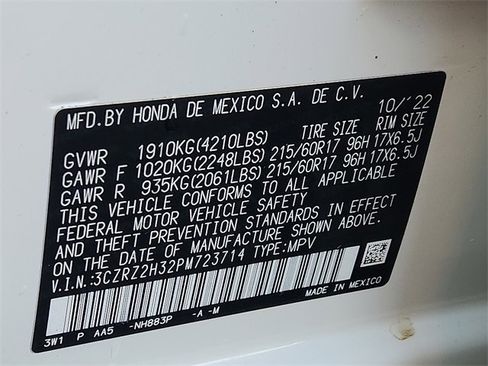 MFD.BY HONDA DE MEXICO S.A. DE C.V. 10/'22
GVWR 1910KG(4210LBS) TIRE SIZE RIM SIZE
GAWR F 1020KG(2248LBS) 215/60R17 96H 17X6.5J
GAWR R 935KG(2061LBS) 215/60R17 96H 17X6.5J
THIS VEHICLE CONFORMS TO ALL APPLICABLE
FEDERAL MOTOR VEHICLE SAFETY
AND THEFT PREVENTION STANDARDS IN EFFECT
ON THE DATE OF MANUFACTURE SHOWN ABOVE.
V.I.N.:3CZRZ2H32PM723714 TYPE:MPV
MADE IN MEXICO
3W1 P AA5 -NH883P -A -M